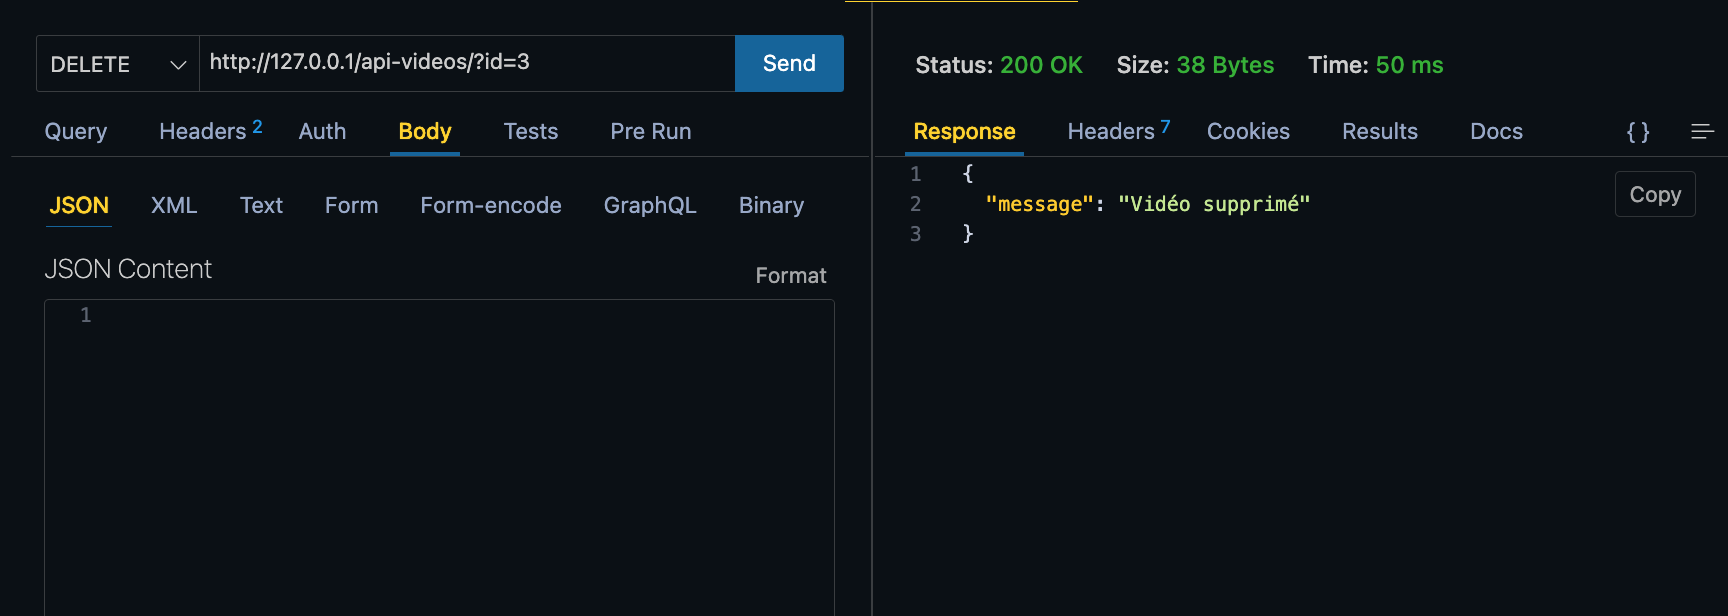 DELETE http://127.0.0.1/api-videos/?id=3 Send
Query Headers 2 Auth Body Tests Pre Run
JSON XML Text Form Form-encode GraphQL Binary
JSON Content Format
1
Status: 200 OK Size: 38 Bytes Time: 50 ms
Response Headers 7 Cookies Results Docs { }
1 {
2 "message": "Vidéo supprimé"
3 }
Copy